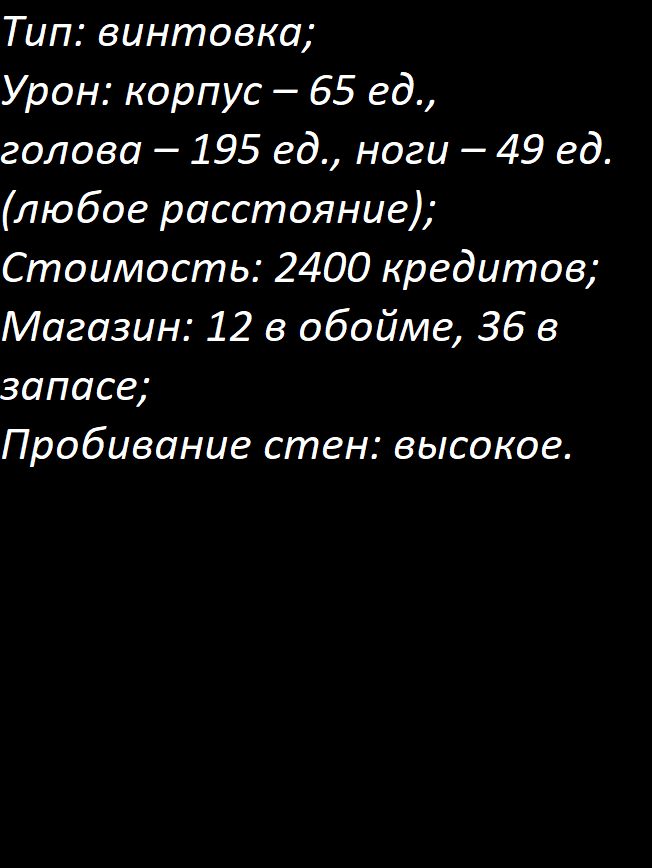 Тип: винтовка;
Урон: корпус – 65 ед.,
голова – 195 ед., ноги – 49 ед.
(любое расстояние);
Стоимость: 2400 кредитов;
Магазин: 12 в обойме, 36 в
запасе;
Пробивание стен: высокое.